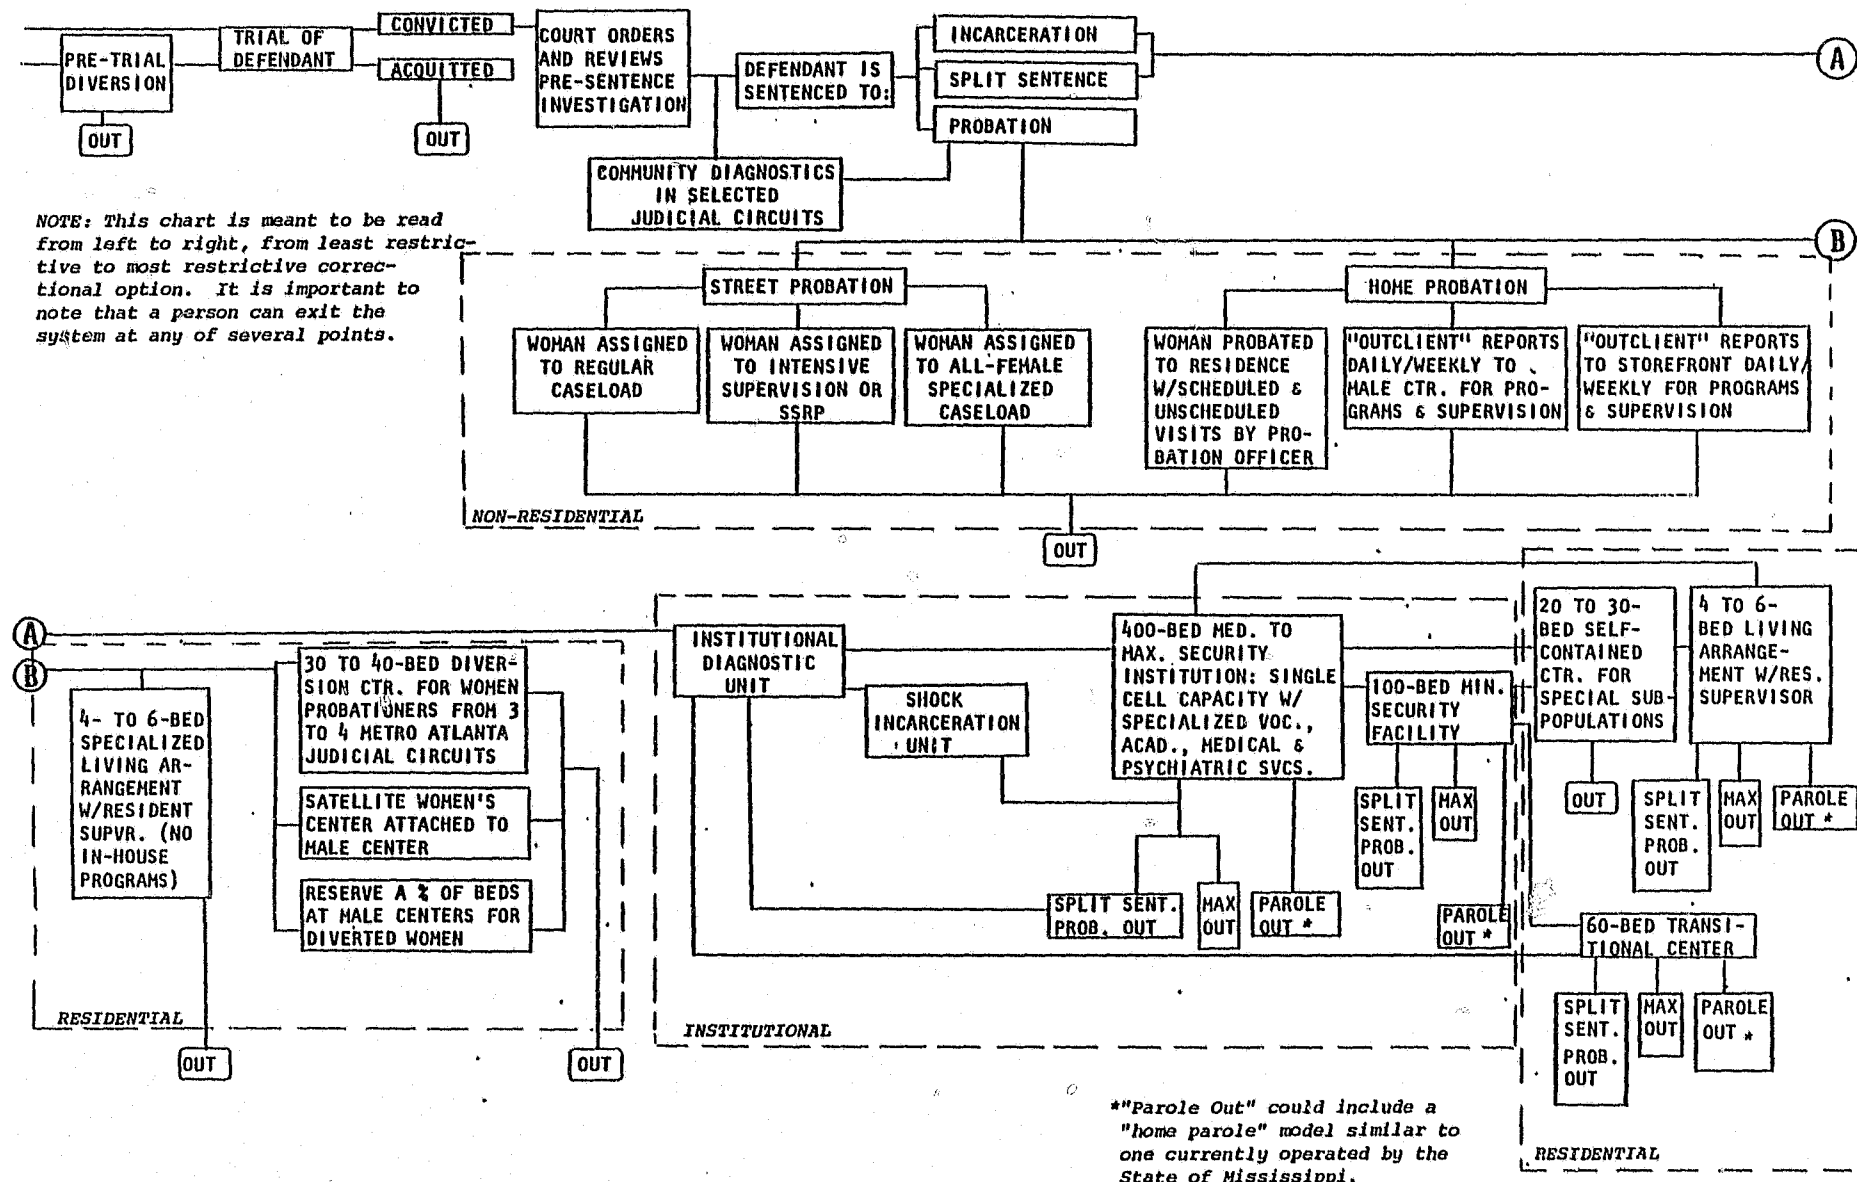 PRE-TRIAL
DIVERSION
OUT
TRIAL OF
DEFENDANT
CONVICTED
ACQUITTED
OUT
COURT ORDERS
AND REVIEWS
PRE-SENTENCE
INVESTIGATION
DEFENDANT IS
SENTENCED TO:
INCARCERATION
SPLIT SENTENCE
PROBATION
A
COMMUNITY DIAGNOSTICS
IN SELECTED
JUDICIAL CIRCUITS
NOTE: This chart is meant to be read
from left to right, from least restric-
tive to most restrictive correc-
tional option. It is important to
note that a person can exit the
system at any of several points.
B
STREET PROBATION
HOME PROBATION
WOMAN ASSIGNED
TO REGULAR
CASELOAD
WOMAN ASSIGNED
TO INTENSIVE
SUPERVISION OR
SSRP
WOMAN ASSIGNED
TO ALL-FEMALE
SPECIALIZED
CASELOAD
WOMAN PROBATED
TO RESIDENCE
W/SCHEDULED &
UNSCHEDULED
VISITS BY PRO-
BATION OFFICER
"OUTCLIENT" REPORTS
DAILY/WEEKLY TO
MALE CTR. FOR PRO-
GRAMS & SUPERVISION
"OUTCLIENT" REPORTS
TO STOREFRONT DAILY/
WEEKLY FOR PROGRAMS
& SUPERVISION
NON-RESIDENTIAL
OUT
A
B
4- TO 6-BED
SPECIALIZED
LIVING AR-
RANGEMENT
W/RESIDENT
SUPVR. (NO
IN-HOUSE
PROGRAMS)
30 TO 40-BED DIVER-
SION CTR. FOR WOMEN
PROBATIONERS FROM 3
TO 4 METRO ATLANTA
JUDICIAL CIRCUITS
SATELLITE WOMEN'S
CENTER ATTACHED TO
MALE CENTER
RESERVE A % OF BEDS
AT MALE CENTERS FOR
DIVERTED WOMEN
RESIDENTIAL
OUT
OUT
INSTITUTIONAL
DIAGNOSTIC
UNIT
SHOCK
INCARCERATION
UNIT
400-BED MED. TO
MAX. SECURITY
INSTITUTION: SINGLE
CELL CAPACITY W/
SPECIALIZED VOC.,
ACAD., MEDICAL &
PSYCHIATRIC SVCS.
100-BED MIN.
SECURITY
FACILITY
SPLIT
SENT.
PROB.
OUT
MAX
OUT
PAROLE
OUT *
SPLIT SENT.
PROB. OUT
MAX
OUT
PAROLE
OUT *
INSTITUTIONAL
20 TO 30-
BED SELF-
CONTAINED
CTR. FOR
SPECIAL SUB-
POPULATIONS
4 TO 6-
BED LIVING
ARRANGE-
MENT W/RES.
SUPERVISOR
OUT
SPLIT
SENT.
PROB.
OUT
MAX
OUT
PAROLE
OUT *
60-BED TRANSI-
TIONAL CENTER
SPLIT
SENT.
PROB.
OUT
MAX
OUT
PAROLE
OUT *
RESIDENTIAL
*"Parole Out" could include a
"home parole" model similar to
one currently operated by the
State of Mississippi.